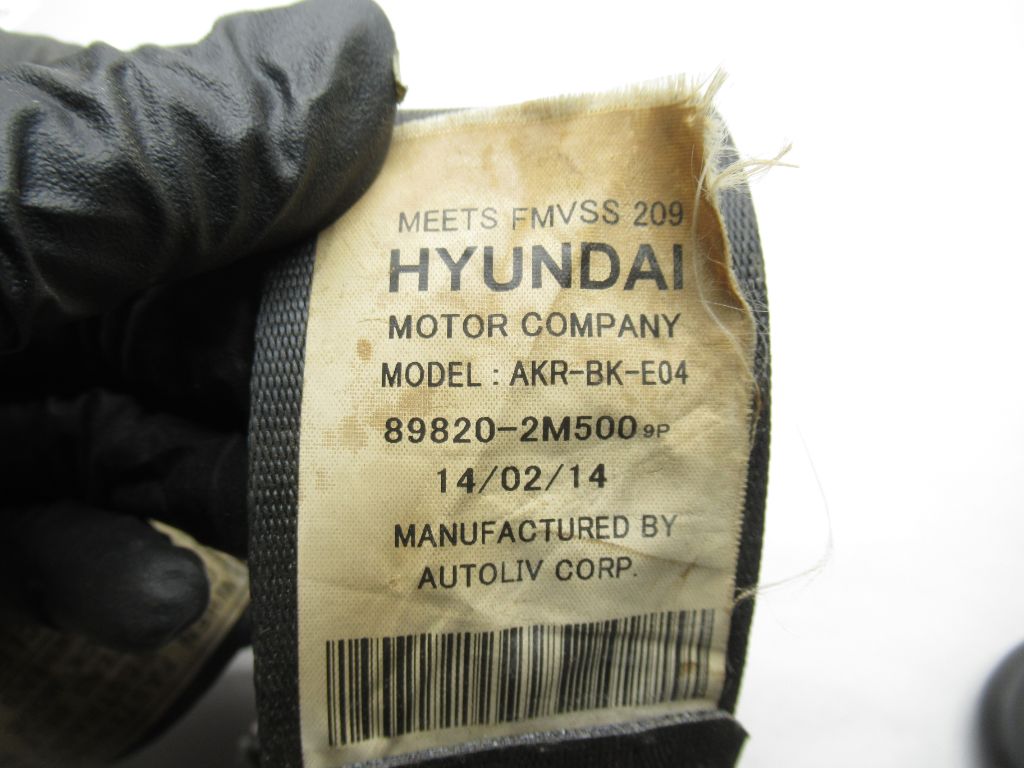 MEETS FMVSS 209
HYUNDAI
MOTOR COMPANY
MODEL : AKR-BK-E04
89820-2M500 9P
14/02/14
MANUFACTURED BY
AUTOLIV CORP.